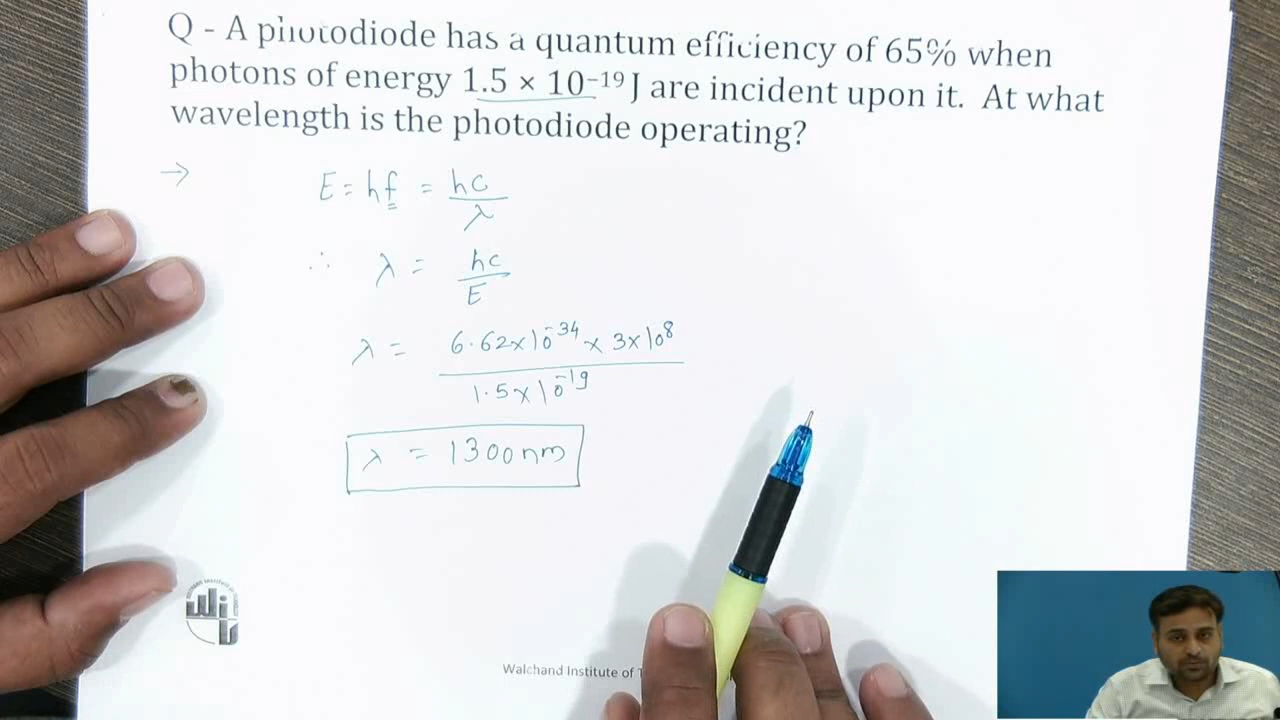 Q - A photodiode has a quantum efficiency of 65% when
photons of energy 1.5 × 10⁻¹⁹ J are incident upon it. At what
wavelength is the photodiode operating?
→ E = hf = hc/λ
∴ λ = hc/E
λ = 6.62×10⁻³⁴ × 3×10⁸
1.5×10⁻¹⁹
λ = 1300nm
Walchand Institute of